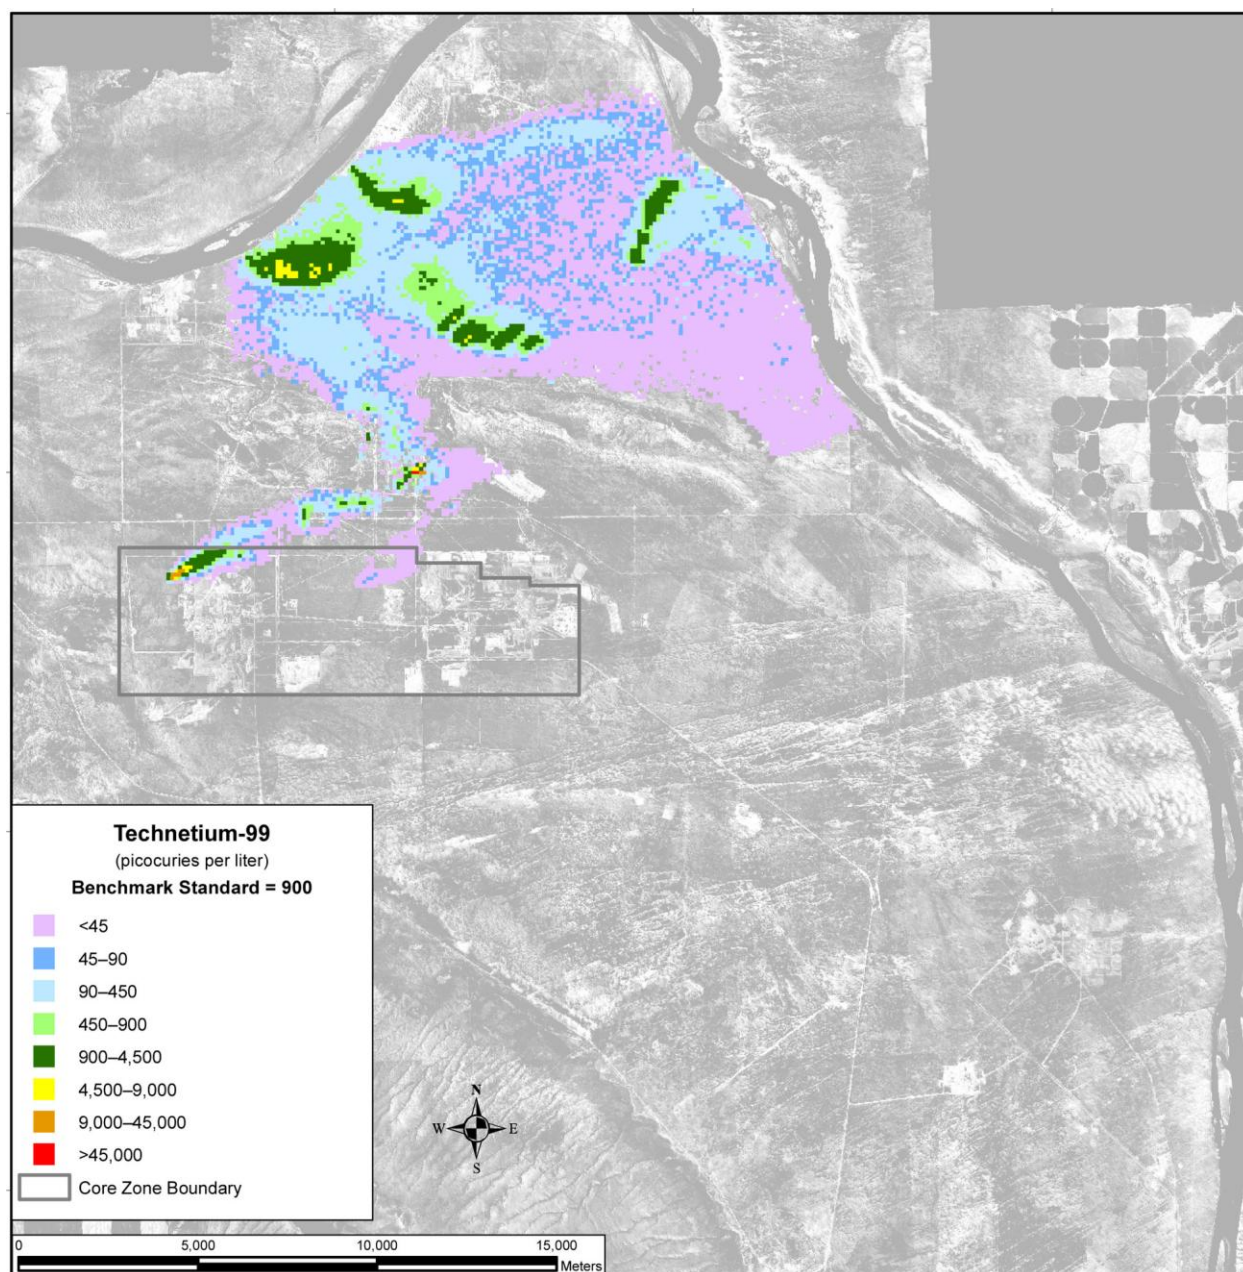 Technetium-99
(picocuries per liter)
Benchmark Standard = 900
<45
45–90
90–450
450–900
900–4,500
4,500–9,000
9,000–45,000
>45,000
Core Zone Boundary
N
W E
S
0 5,000 10,000 15,000
Meters